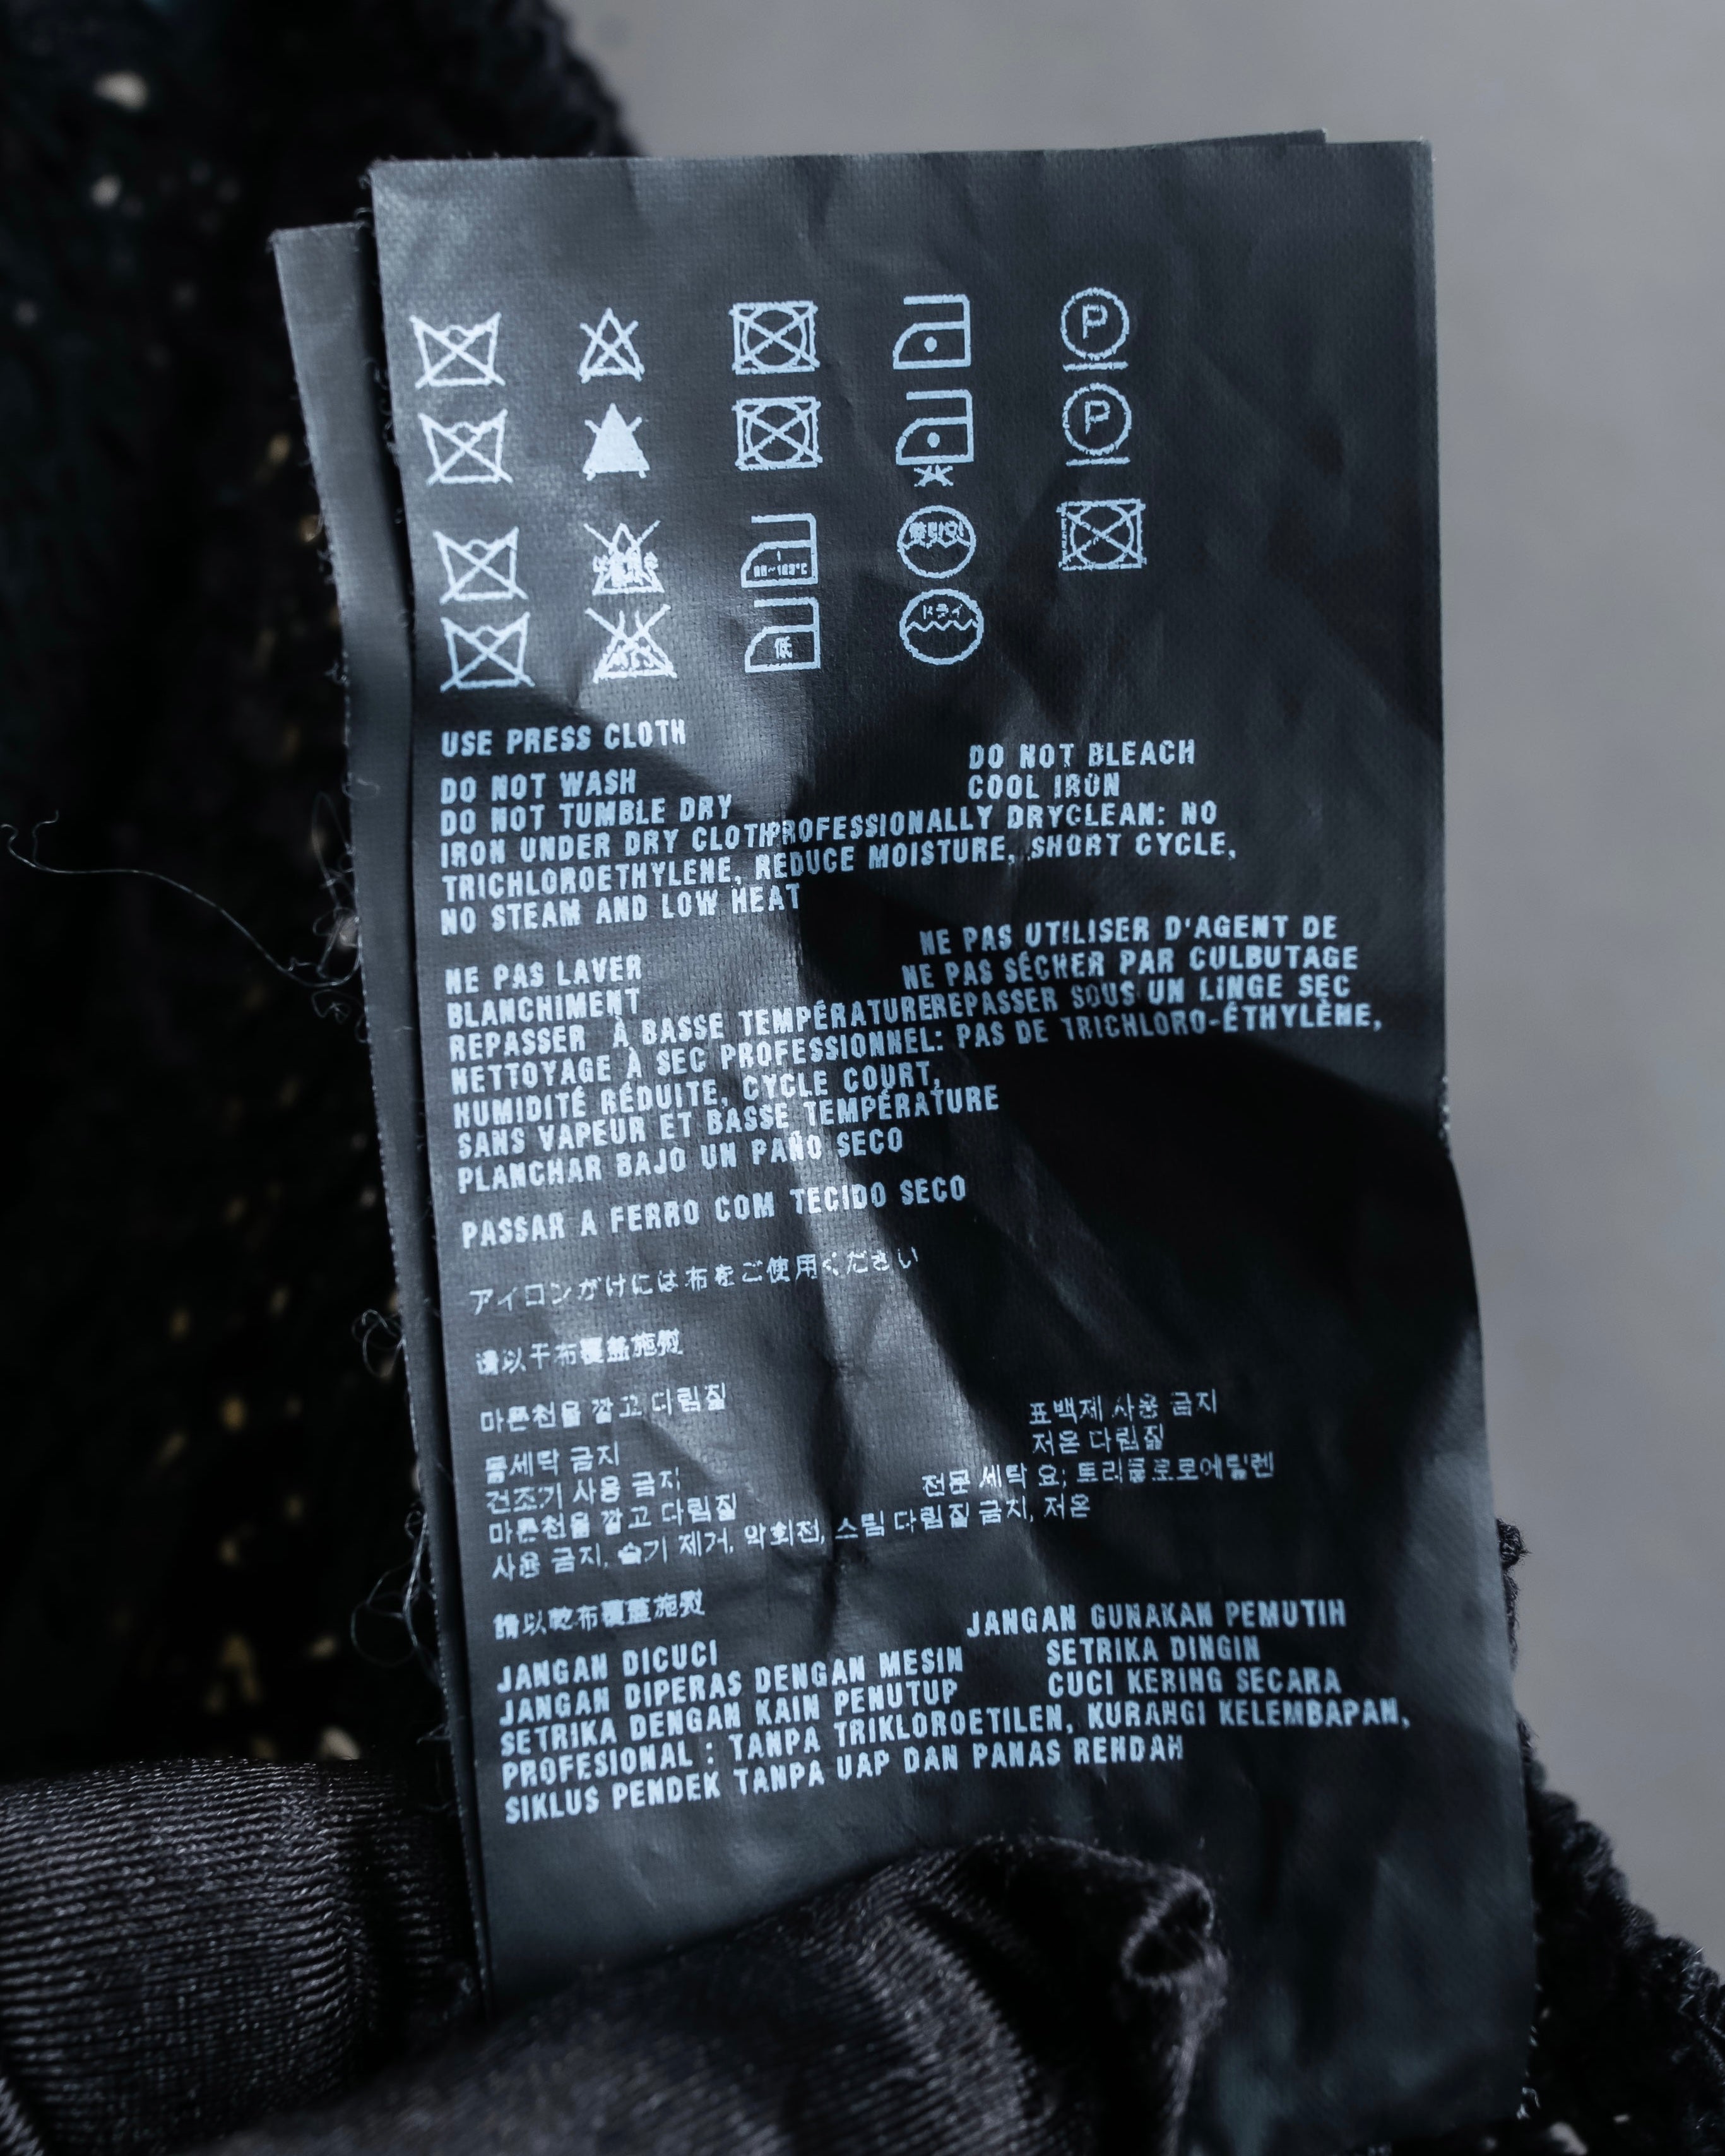 P
P
低
ドライ
USE PRESS CLOTH
DO NOT WASH DO NOT BLEACH
DO NOT TUMBLE DRY COOL IRON
IRON UNDER DRY CLOTH PROFESSIONALLY DRYCLEAN: NO
TRICHLOROETHYLENE, REDUCE MOISTURE, SHORT CYCLE,
NO STEAM AND LOW HEAT
NE PAS LAVER NE PAS UTILISER D'AGENT DE
BLANCHIMENT NE PAS SÉCHER PAR CULBUTAGE
REPASSER À BASSE TEMPÉRATURE REPASSER SOUS UN LINGE SEC
NETTOYAGE À SEC PROFESSIONNEL: PAS DE TRICHLORO-ÉTHYLÈNE,
HUMIDITÉ RÉDUITE, CYCLE COURT,
SANS VAPEUR ET BASSE TEMPÉRATURE
PLANCHAR BAJO UN PAÑO SECO
PASSAR A FERRO COM TECIDO SECO
アイロンがけには布をご使用ください
请以干布覆盖施熨
마른천을 깔고 다림질
물세탁 금지 표백제 사용 금지
건조기 사용 금지 저온 다림질
마른천을 깔고 다림질 전문 세탁 요; 트리클로로에틸렌
사용 금지, 습기 제거, 약회전, 스팀 다림질 금지, 저온
請以乾布覆蓋施熨
JANGAN DICUCI JANGAN GUNAKAN PEMUTIH
JANGAN DIPERAS DENGAN MESIN SETRIKA DINGIN
SETRIKA DENGAN KAIN PENUTUP CUCI KERING SECARA
PROFESIONAL : TANPA TRIKLOROETILEN, KURANGI KELEMBAPAN,
SIKLUS PENDEK TANPA UAP DAN PANAS RENDAH